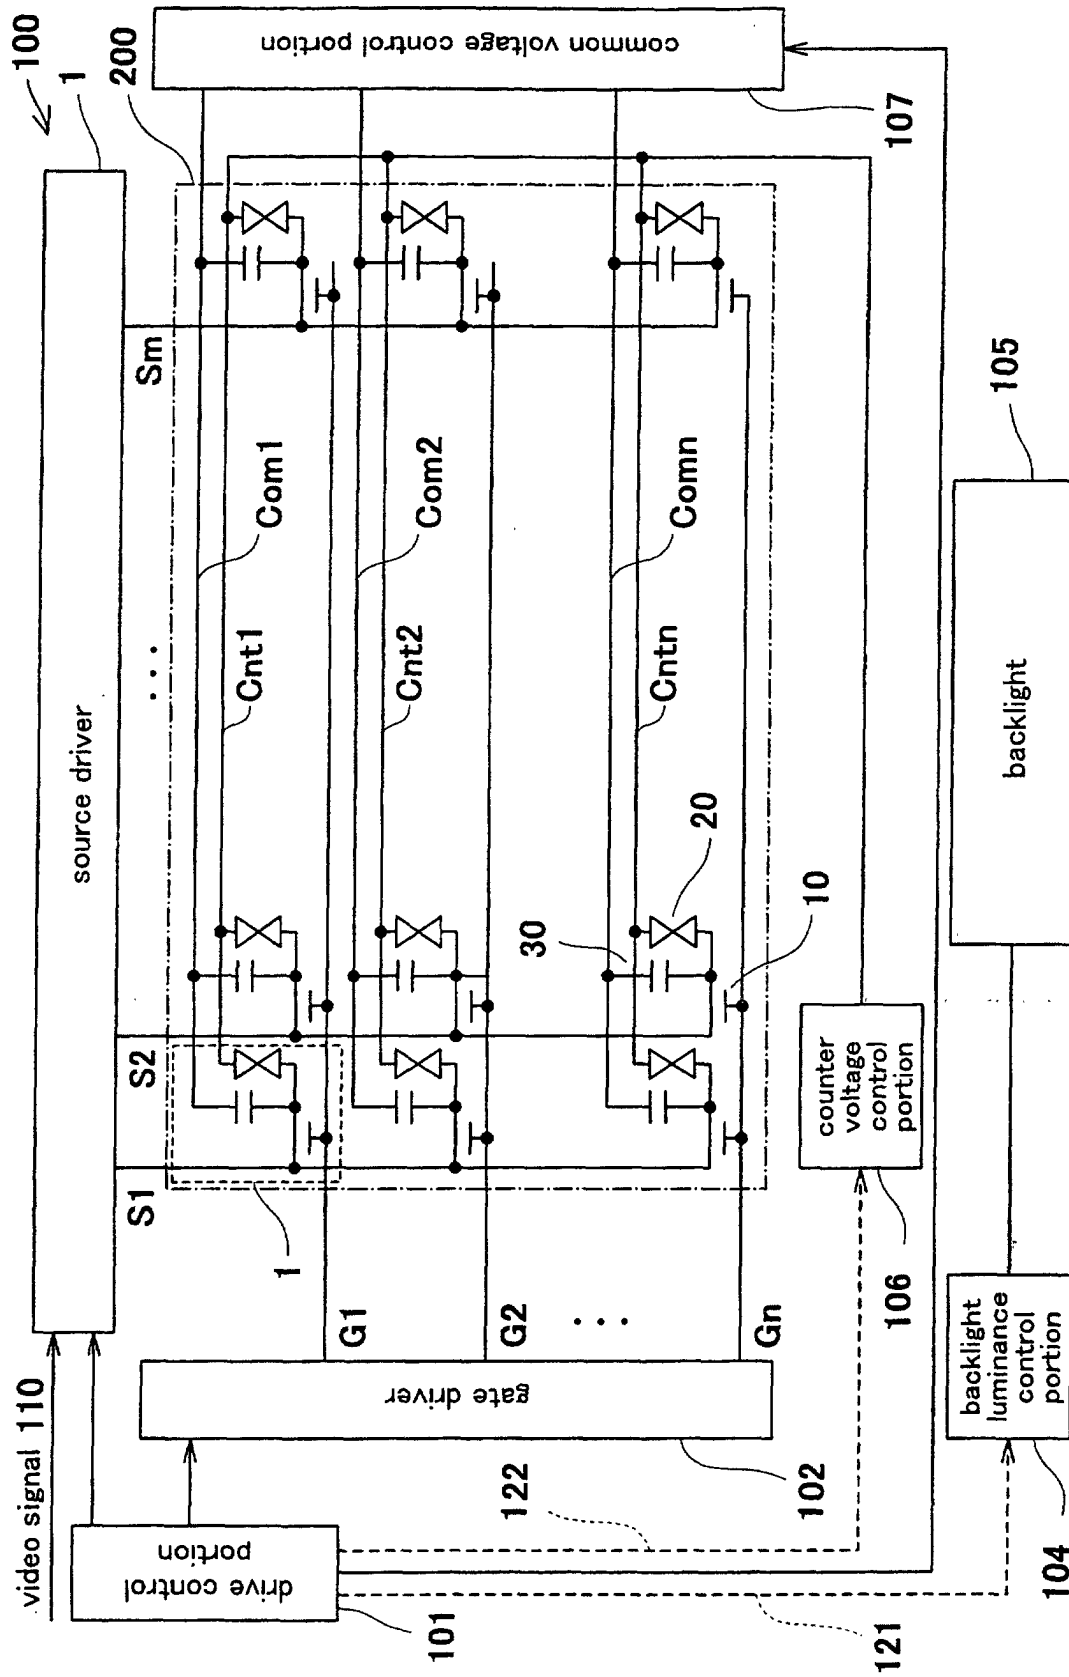 video signal 110
source driver
1
100
200
drive control
portion
101
gate driver
102
S1
S2
. . .
Sm
common voltage control portion
107
1
G1
G2
. . .
Gn
Cnt1
Com1
Cnt2
Com2
Cntn
Comn
30
20
10
122
121
counter
voltage
control
portion
106
backlight
luminance
control
portion
104
backlight
105